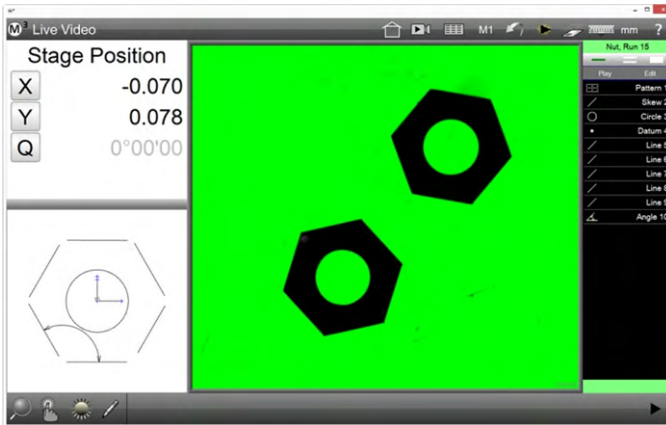 M3 Live Video
M1
mm
?
Stage Position
X -0.070
Y 0.078
Q 0°00'00
Nut, Run 15
Play Edit
Pattern 1
Skew 2
Circle 3
Datum 4
Line 5
Line 6
Line 7
Line 8
Line 9
Angle 10